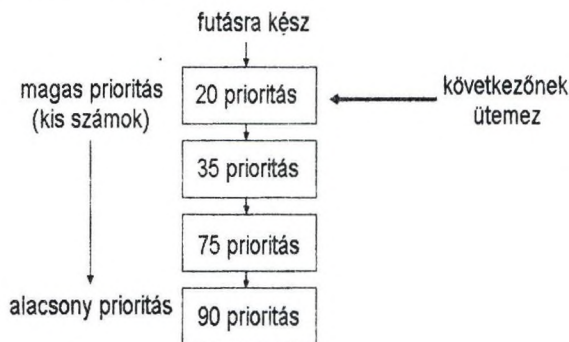 futásra kész
magas prioritás
(kis számok)
20 prioritás
következőnek
ütemez
35 prioritás
75 prioritás
alacsony prioritás
90 prioritás